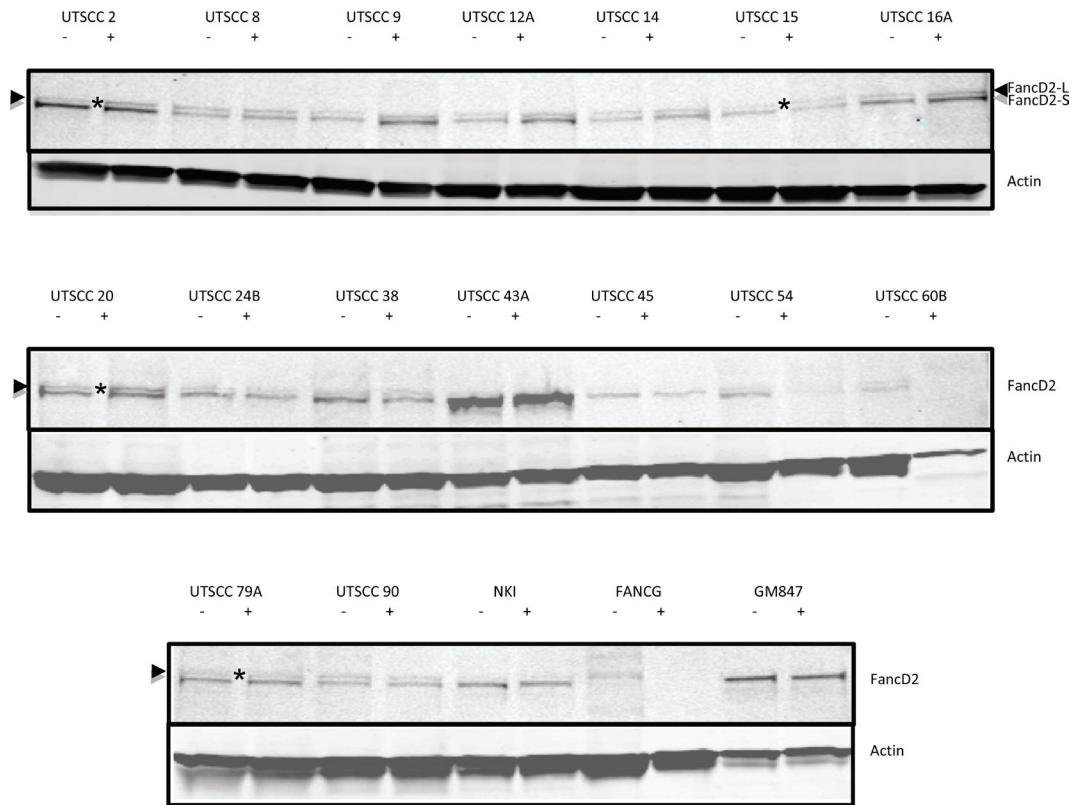 UTSCC 2 UTSCC 8 UTSCC 9 UTSCC 12A UTSCC 14 UTSCC 15 UTSCC 16A
- + - + - + - + - + - + - +
* *
FancD2-L
FancD2-S
Actin
UTSCC 20 UTSCC 24B UTSCC 38 UTSCC 43A UTSCC 45 UTSCC 54 UTSCC 60B
- + - + - + - + - + - + - +
* FancD2
Actin
UTSCC 79A UTSCC 90 NKI FANCG GM847
- + - + - + - + - +
* FancD2
Actin